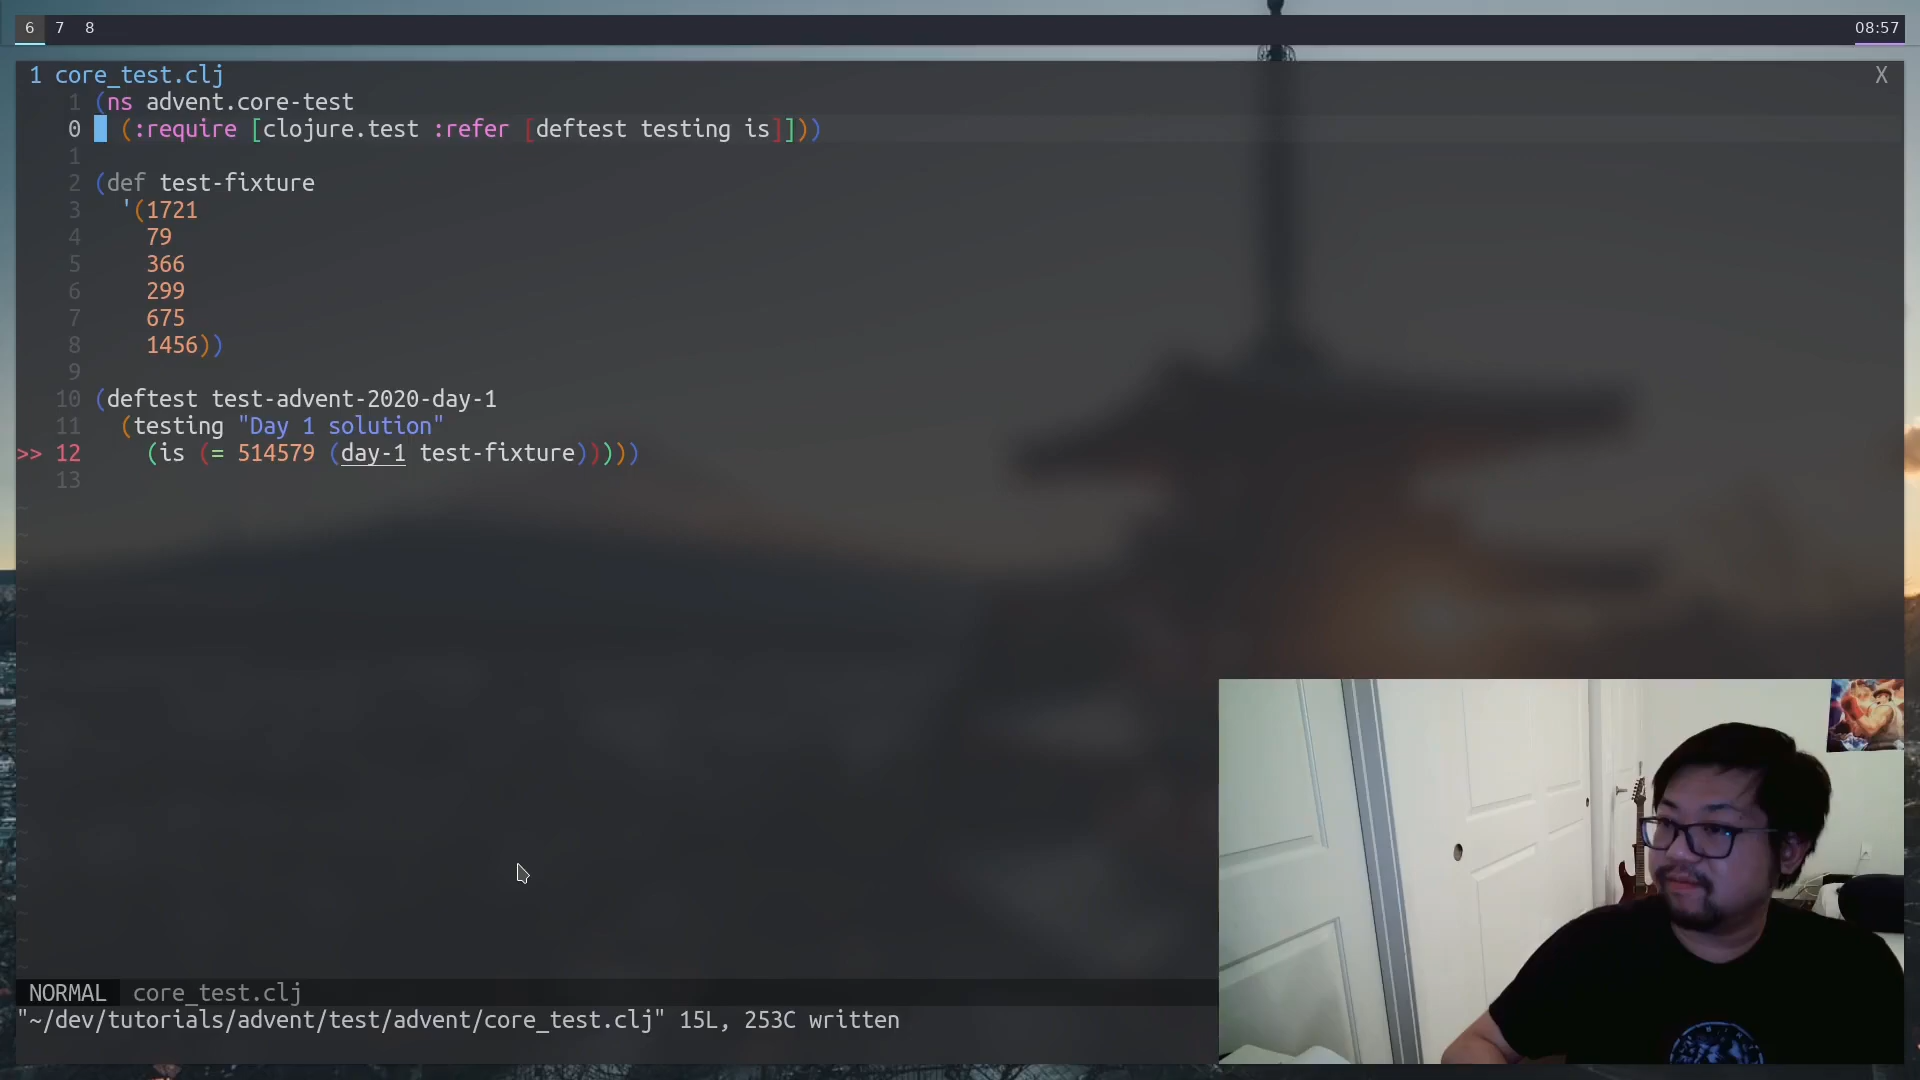 6 7 8 08:57
1 core_test.clj X
1 (ns advent.core-test
0 (:require [clojure.test :refer [deftest testing is]]))
1
2 (def test-fixture
3 '(1721
4 79
5 366
6 299
7 675
8 1456))
9
10 (deftest test-advent-2020-day-1
11 (testing "Day 1 solution"
>> 12 (is (= 514579 (day-1 test-fixture)))))
13
NORMAL core_test.clj
"~/dev/tutorials/advent/test/advent/core_test.clj" 15L, 253C written